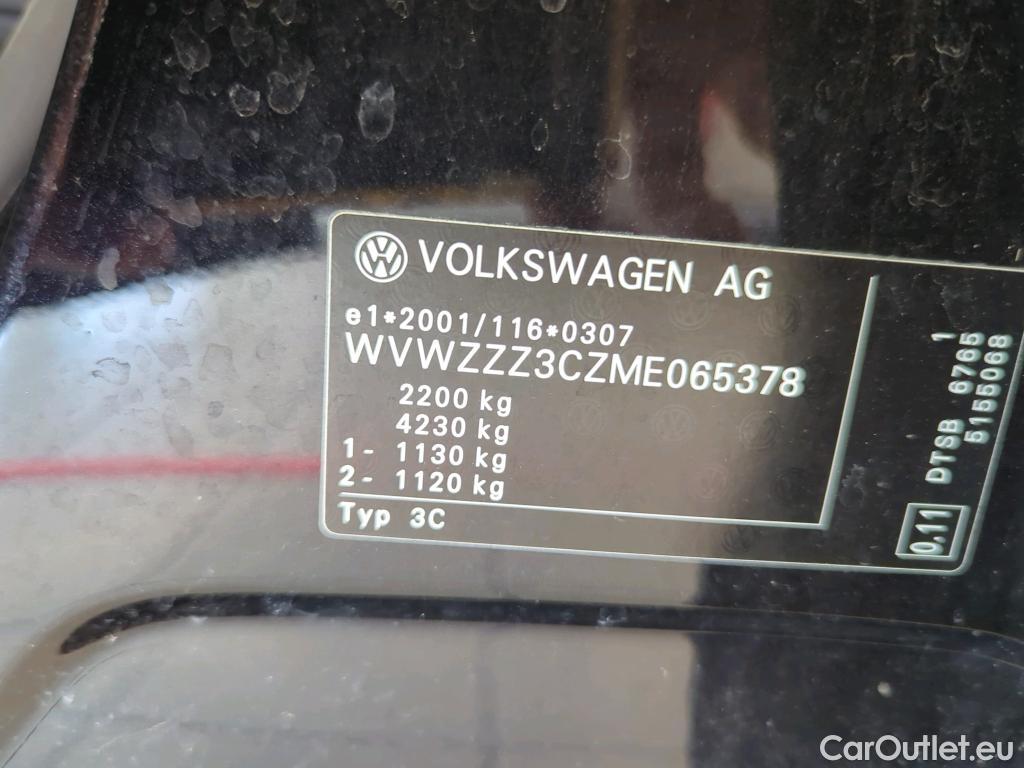 VOLKSWAGEN AG
e1*2001/116*0307
WVWZZZ3CZME065378
2200 kg
4230 kg
1- 1130 kg
2- 1120 kg
Typ 3C
1
DTSB 6765
5155068
0.11
CarOutlet.eu